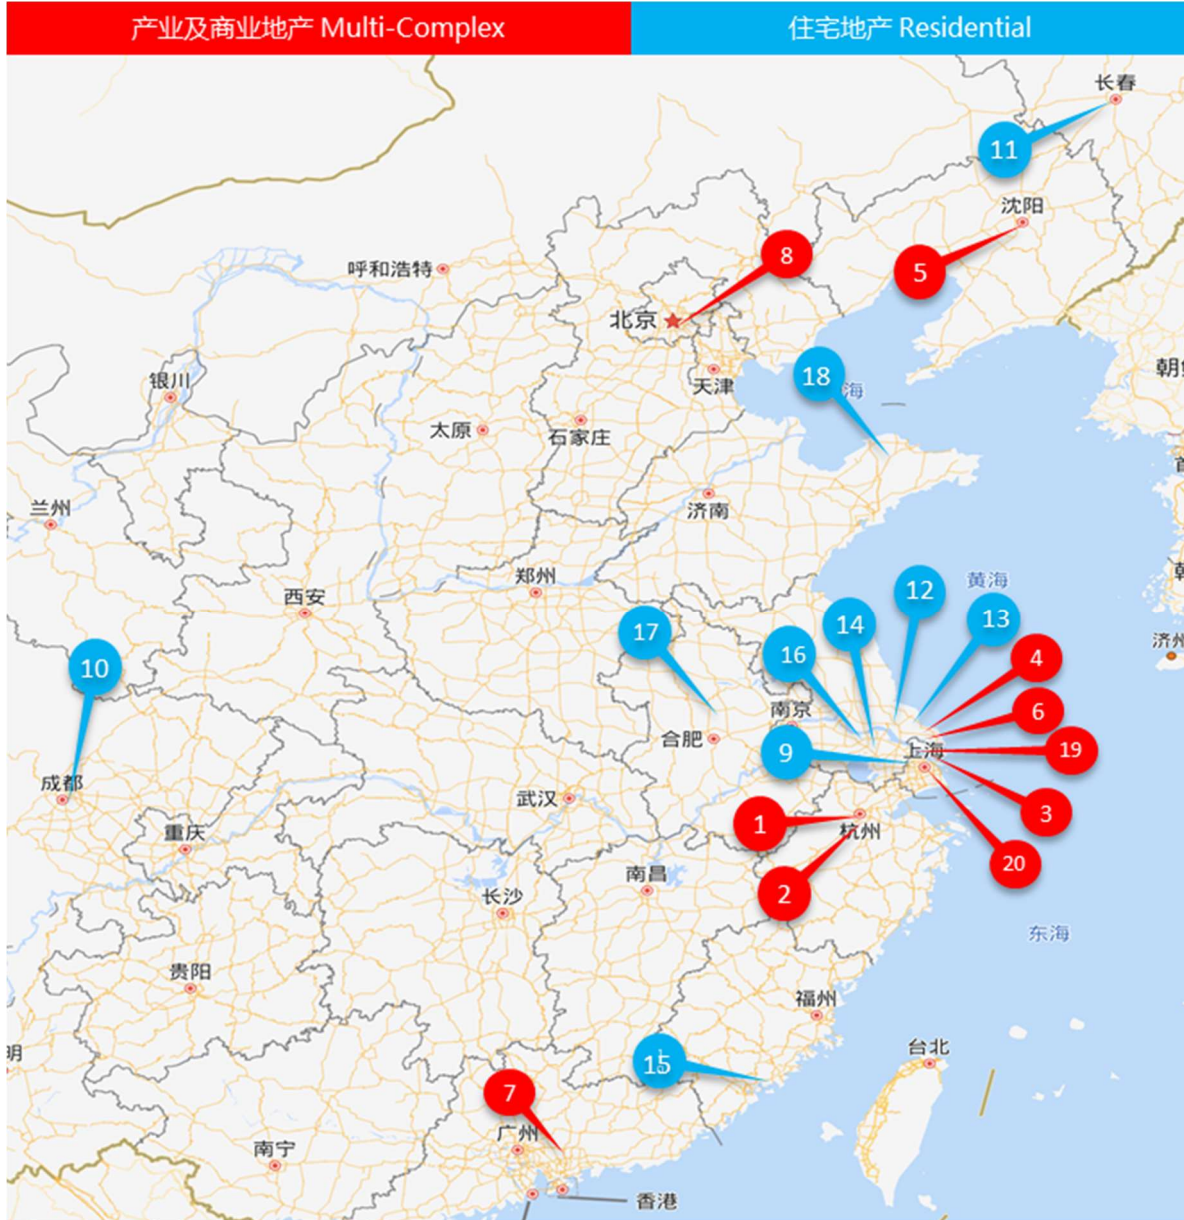 产业及商业地产 Multi-Complex
住宅地产 Residential
长春
11
沈阳
8
5
呼和浩特
北京
18
海
天津
银川
太原
石家庄
兰州
济南
郑州
黄海
12
西安
17
14
13
16
济州
10
4
南京
6
合肥
9
上海
19
成都
武汉
1
3
重庆
杭州
南昌
20
长沙
2
东海
贵阳
福州
台北
明
15
7
广州
南宁
香港